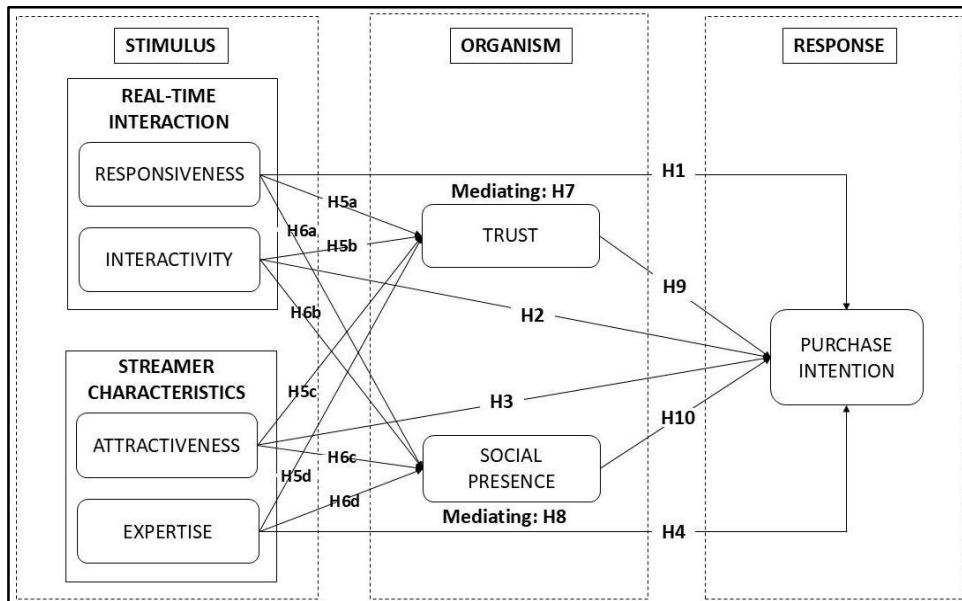 STIMULUS
ORGANISM
RESPONSE
REAL-TIME
INTERACTION
RESPONSIVENESS
INTERACTIVITY
STREAMER
CHARACTERISTICS
ATTRACTIVENESS
EXPERTISE
H5a
H6a
H5b
H6b
H5c
H6c
H5d
H6d
Mediating: H7
TRUST
SOCIAL
PRESENCE
Mediating: H8
H1
H9
H2
H3
H10
H4
PURCHASE
INTENTION